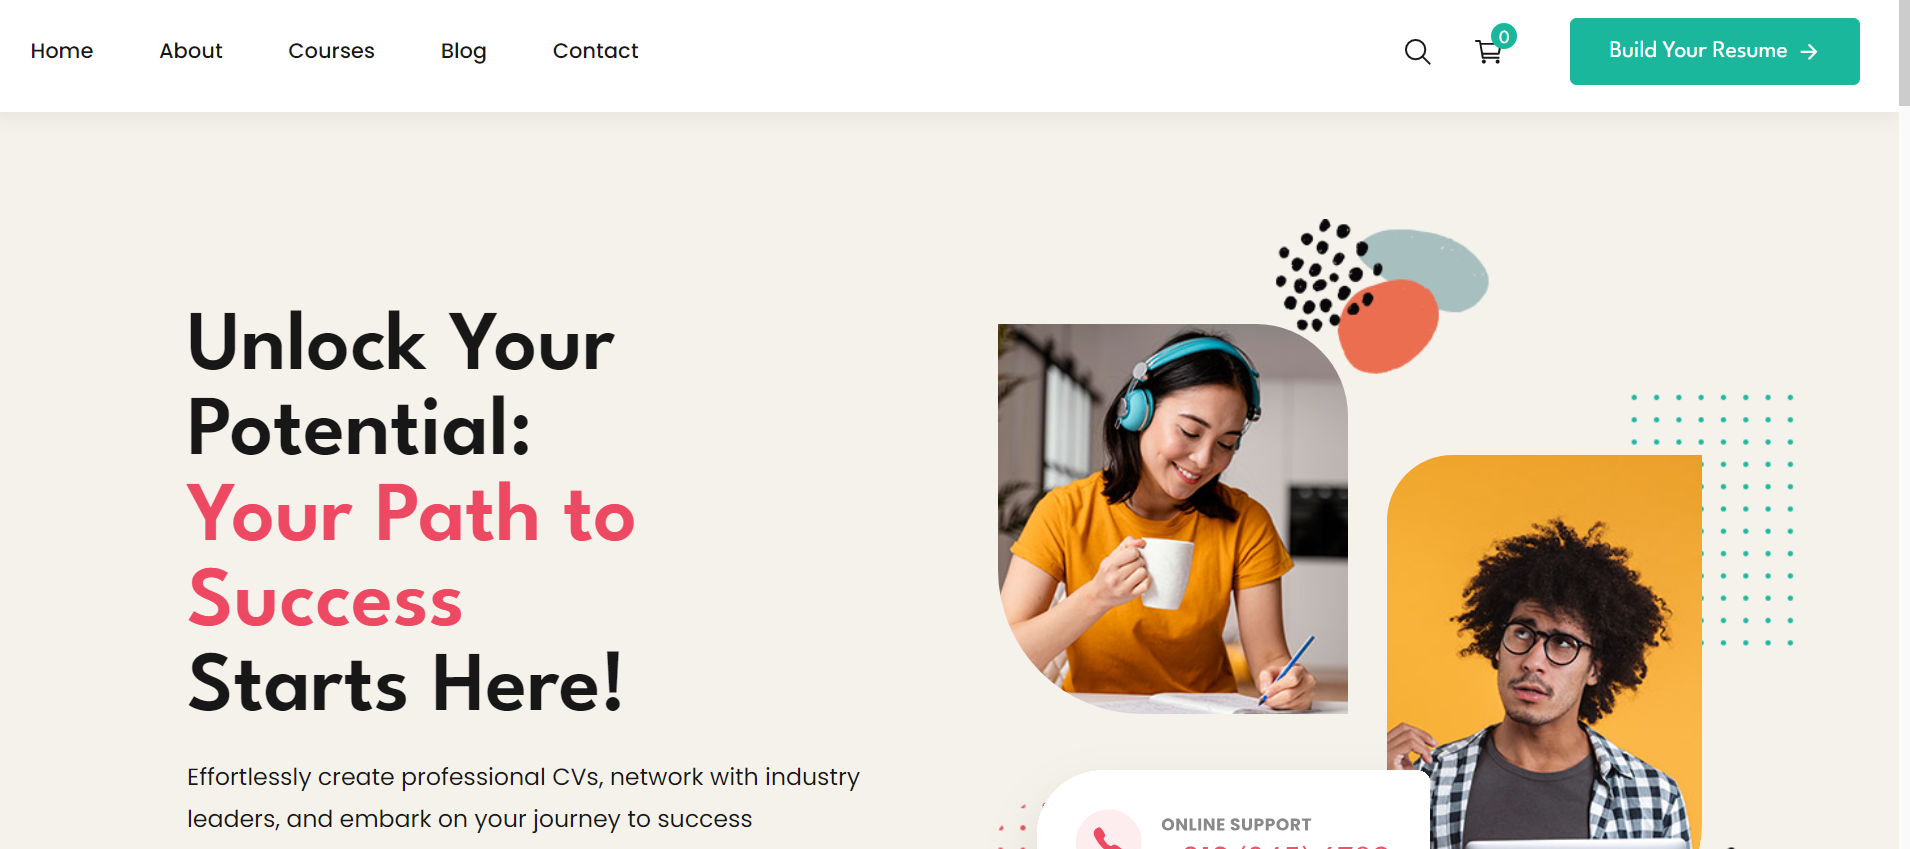 Home About Courses Blog Contact 0 Build Your Resume →
Unlock Your
Potential:
Your Path to
Success
Starts Here!
Effortlessly create professional CVs, network with industry
leaders, and embark on your journey to success
ONLINE SUPPORT